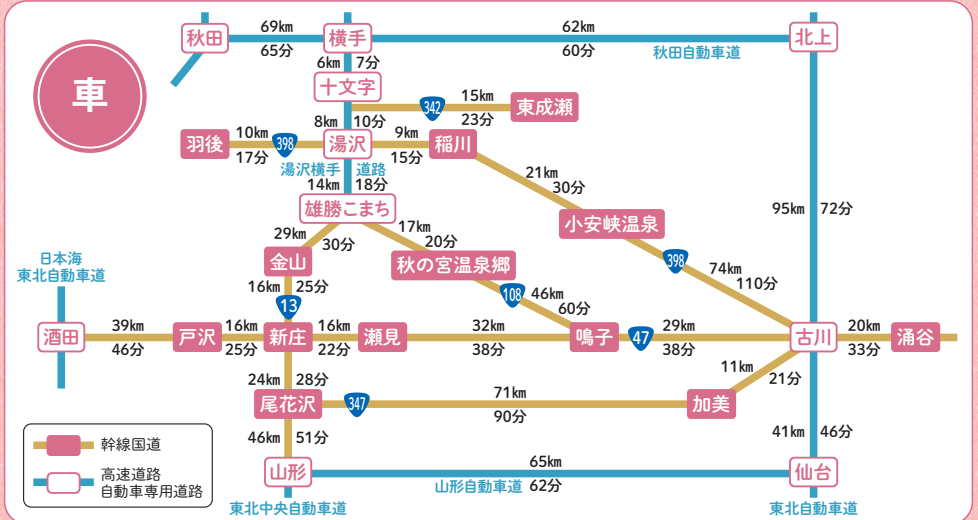 車
秋田
69km
65分
横手
62km
60分
秋田自動車道
北上
6km 7分
十文字
342
15km
23分
東成瀬
8km 10分
羽後
10km
17分
398
湯沢
9km
15分
稲川
湯沢横手 道路
14km 18分
21km
30分
雄勝こまち
95km 72分
小安峡温泉
29km
30分
17km
20分
398
74km
110分
金山
秋の宮温泉郷
日本海
東北自動車道
16km 25分
13
108
46km
60分
酒田
39km
46分
戸沢
16km
25分
新庄
16km
22分
瀬見
32km
38分
鳴子
47
29km
38分
古川
20km
33分
涌谷
24km 28分
11km
21分
尾花沢
347
71km
90分
加美
46km 51分
41km 46分
山形
65km
山形自動車道 62分
仙台
東北中央自動車道
東北自動車道
幹線国道
高速道路
自動車専用道路